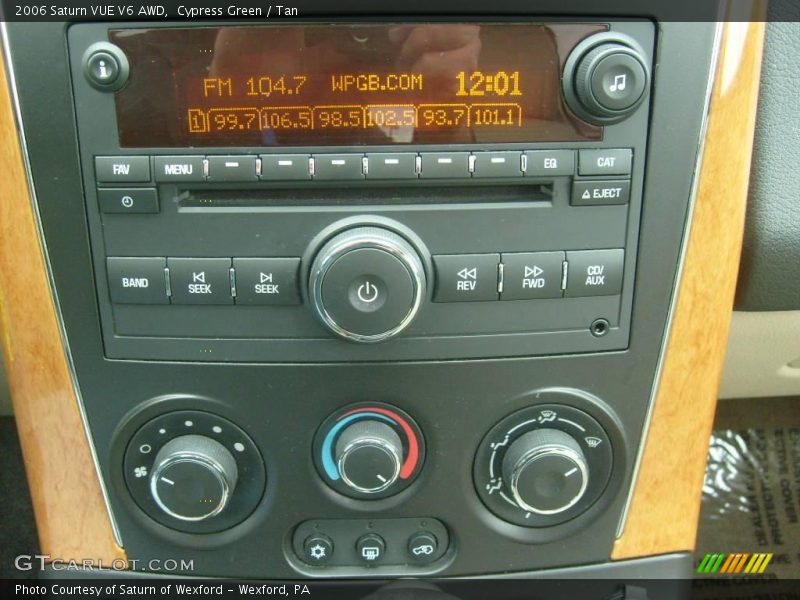 2006 Saturn VUE V6 AWD,  Cypress Green / Tan
i
FM 104.7 WPGB.COM 12:01
1 99.7 106.5 98.5 102.5 93.7 101.1
FAV MENU EQ CAT
EJECT
BAND SEEK SEEK REV FWD CD/AUX
GTcarlot.com
Photo Courtesy of Saturn of Wexford – Wexford, PA